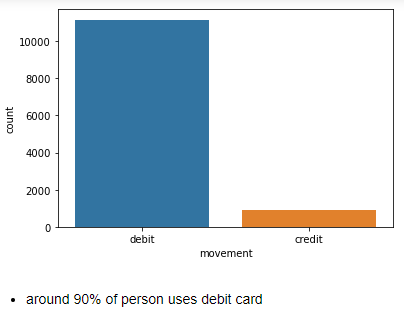 10000
8000
6000
4000
2000
0
count
debit credit
movement
• around 90% of person uses debit card